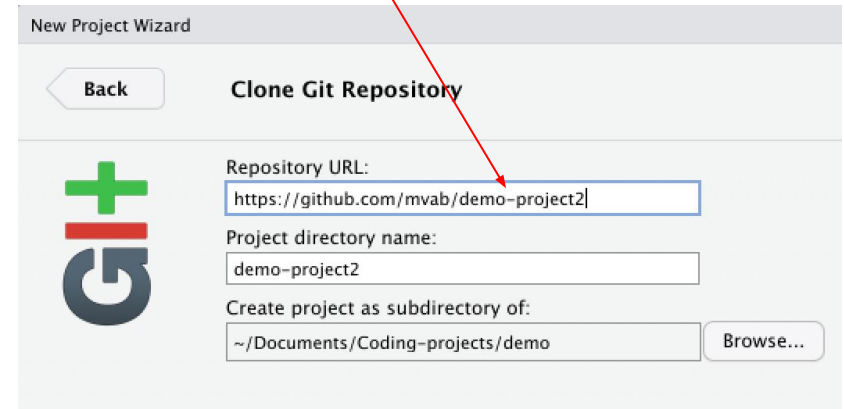 New Project Wizard
Back
Clone Git Repository
Repository URL:
https://github.com/mvab/demo-project2
Project directory name:
demo-project2
Create project as subdirectory of:
~/Documents/Coding-projects/demo
Browse...
GIt